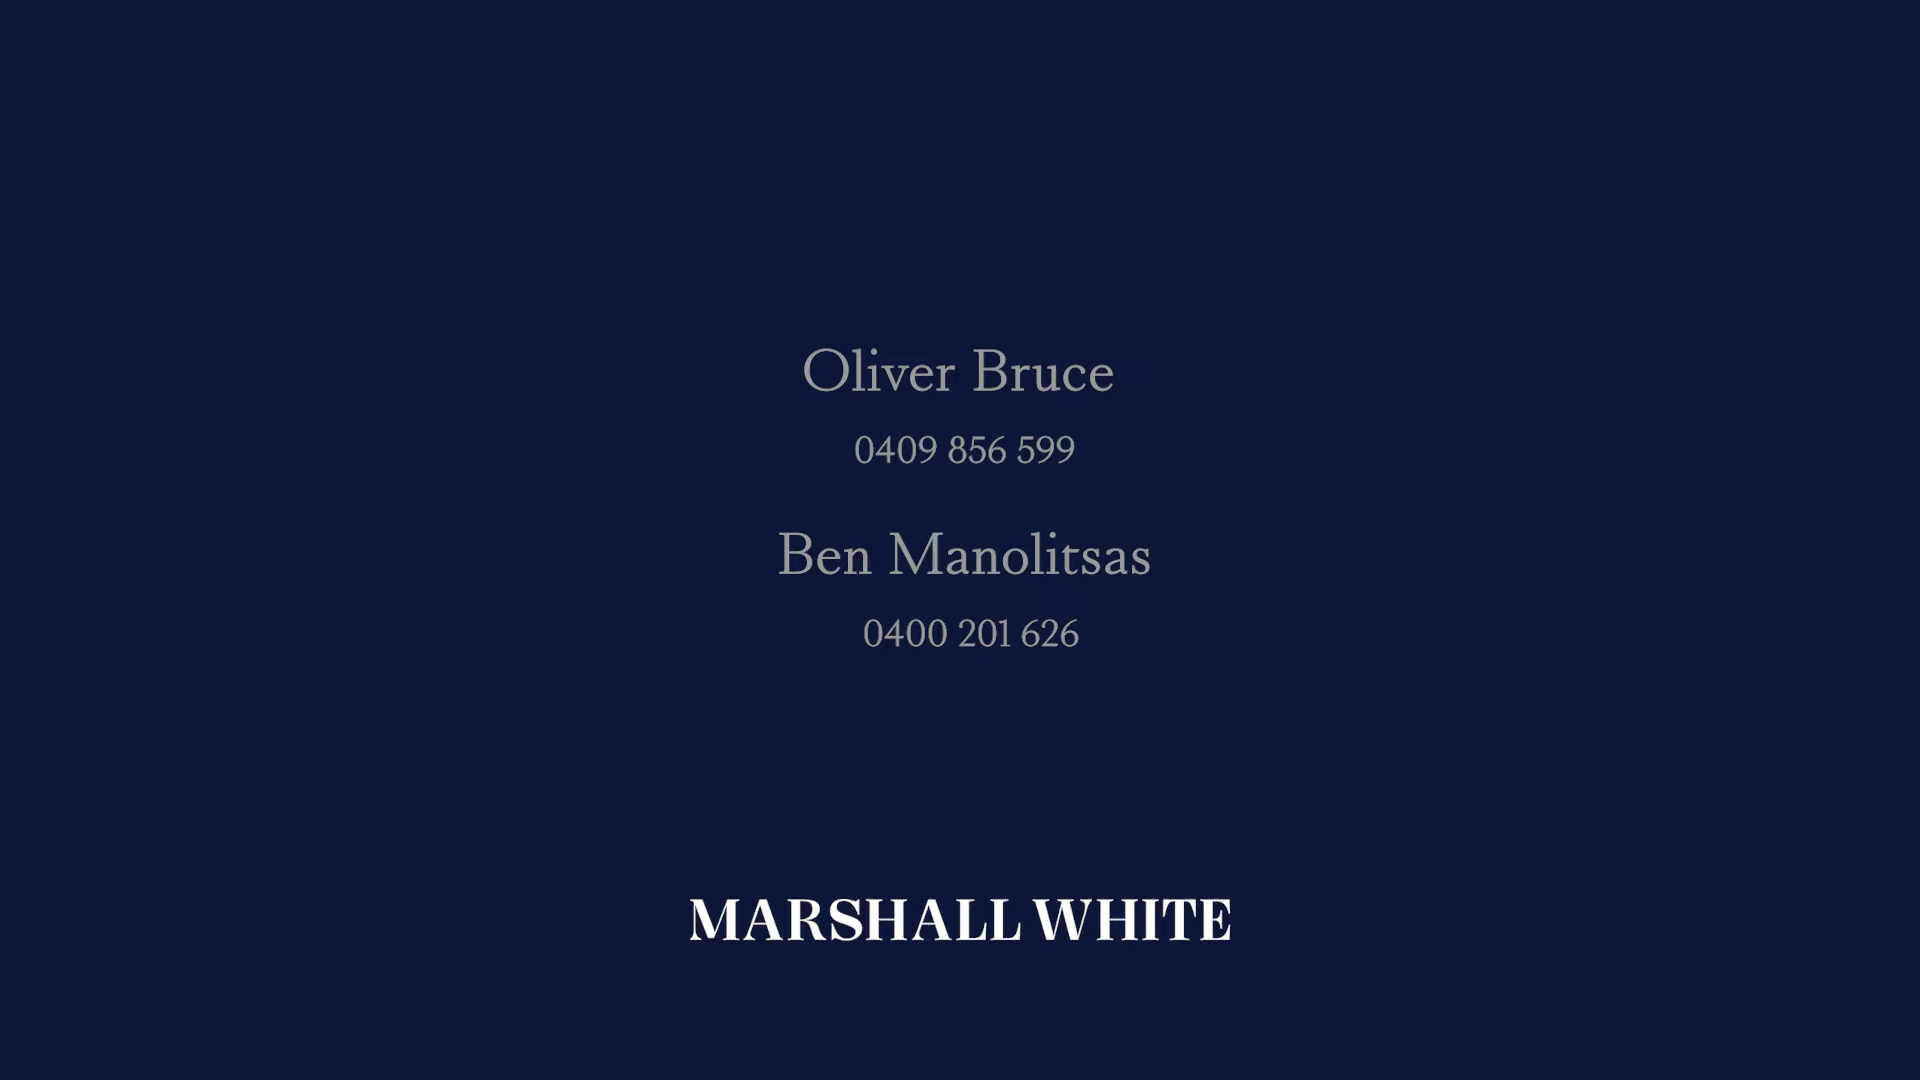 Oliver Bruce
0409 856 599
Ben Manolitsas
0400 201 626
MARSHALL WHITE